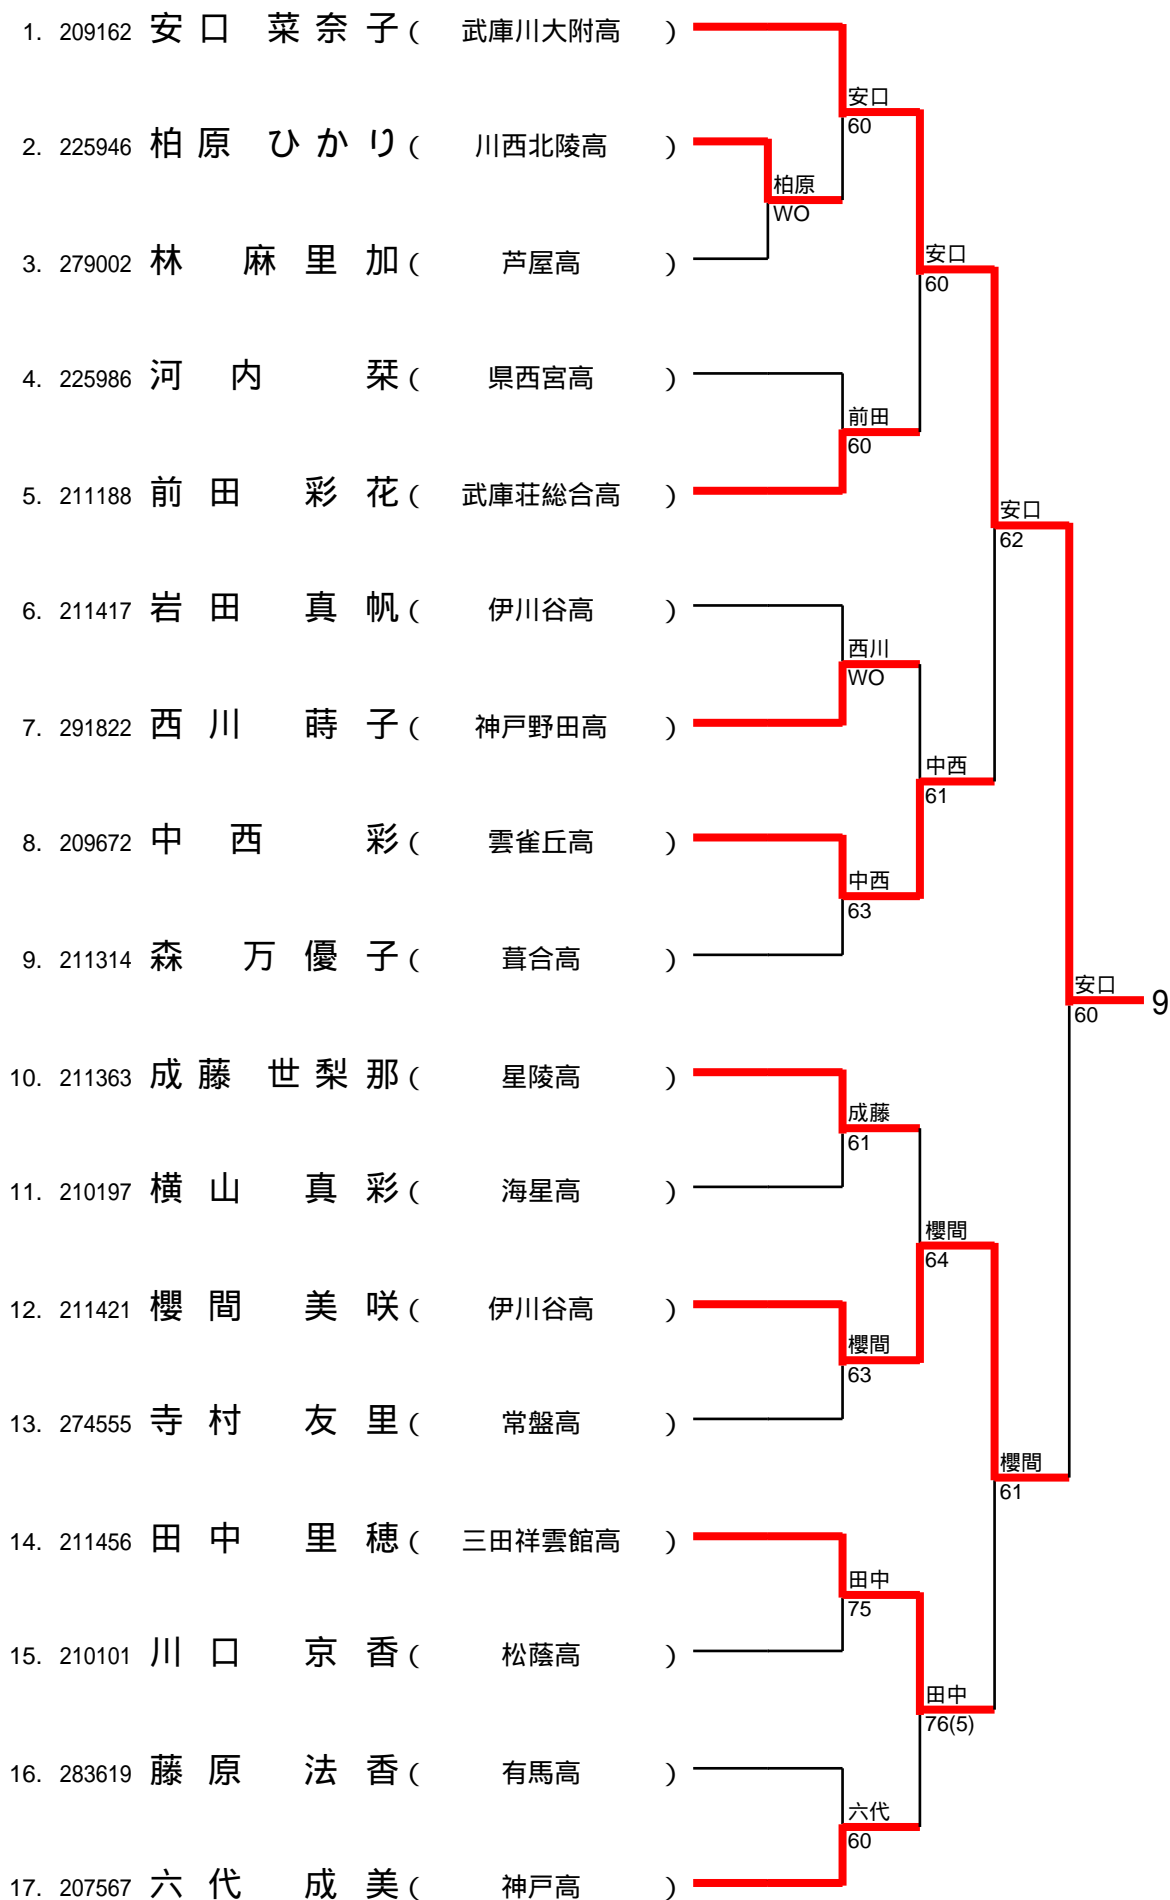 1. 209162 安口 菜奈子 ( 武庫川大附高 )
安口
60
2. 225946 柏原 ひかり ( 川西北陵高 )
柏原
WO
3. 279002 林 麻里加 ( 芦屋高 )
安口
60
4. 225986 河内 栞 ( 県西宮高 )
前田
60
5. 211188 前田 彩花 ( 武庫荘総合高 )
安口
62
6. 211417 岩田 真帆 ( 伊川谷高 )
西川
WO
7. 291822 西川 蒔子 ( 神戸野田高 )
中西
61
8. 209672 中西 彩 ( 雲雀丘高 )
中西
63
9. 211314 森 万優子 ( 葺合高 )
安口
60
9
10. 211363 成藤 世梨那 ( 星陵高 )
成藤
61
11. 210197 横山 真彩 ( 海星高 )
櫻間
64
12. 211421 櫻間 美咲 ( 伊川谷高 )
櫻間
63
13. 274555 寺村 友里 ( 常盤高 )
櫻間
61
14. 211456 田中 里穂 ( 三田祥雲館高 )
田中
75
15. 210101 川口 京香 ( 松蔭高 )
田中
76(5)
16. 283619 藤原 法香 ( 有馬高 )
六代
60
17. 207567 六代 成美 ( 神戸高 )